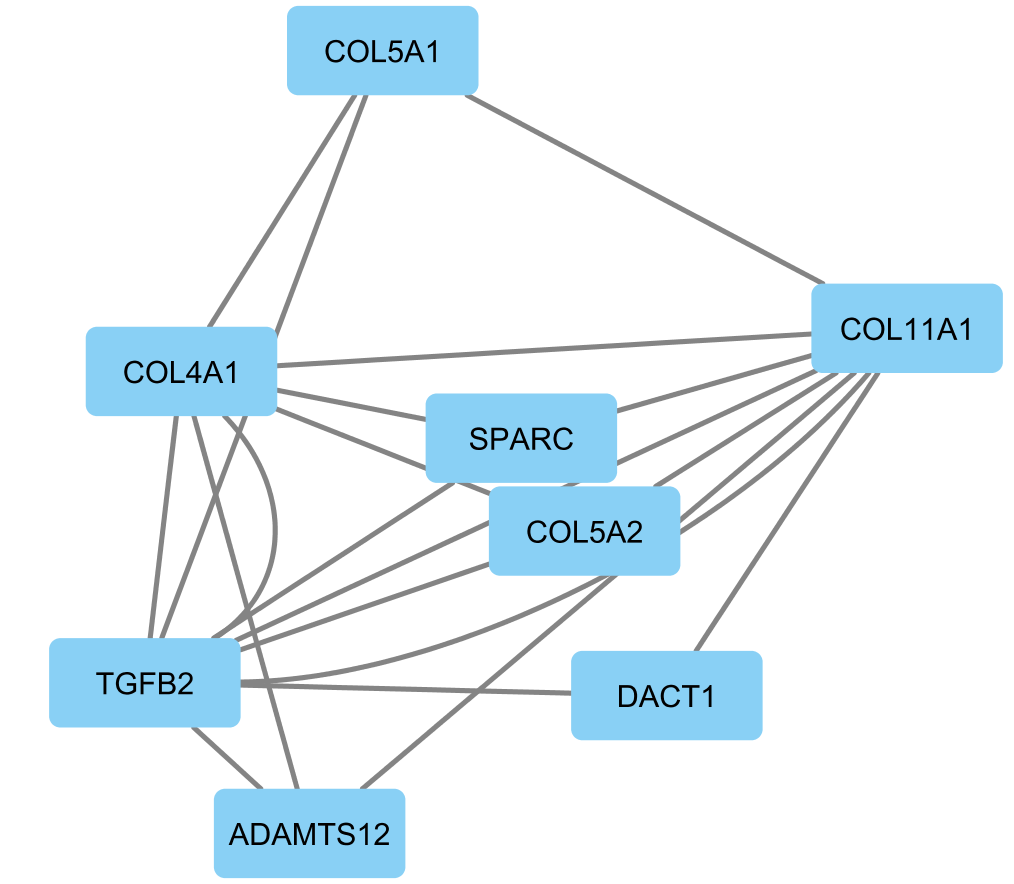 COL5A1
COL11A1
COL4A1
SPARC
COL5A2
TGFB2
DACT1
ADAMTS12